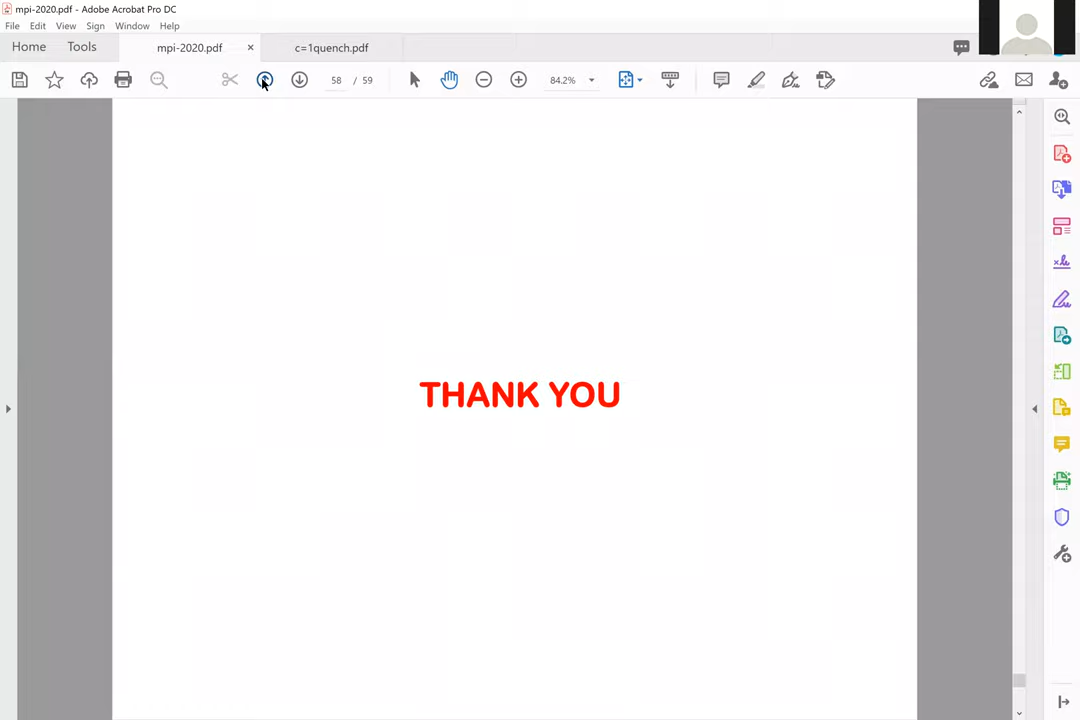 mpi-2020.pdf - Adobe Acrobat Pro DC
File Edit View Sign Window Help
Home Tools mpi-2020.pdf × c=1quench.pdf
58 / 59 84.2%
THANK YOU